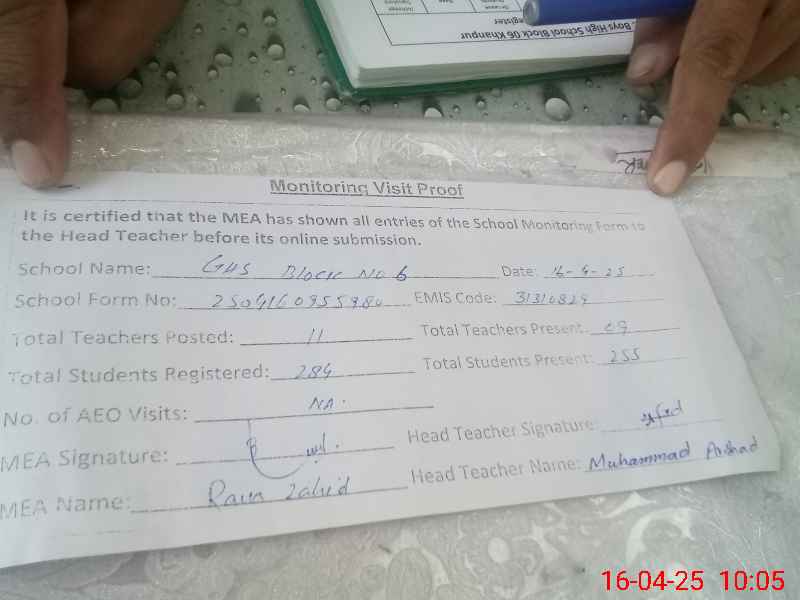 Boys High School Block 06 Khanpur
Register
Monitoring Visit Proof
It is certified that the MEA has shown all entries of the School Monitoring Form to
the Head Teacher before its online submission.
School Name: GHS Block No 6 Date: 16-4-25
School Form No: EMIS Code: 31310829
Total Teachers Posted: 11 Total Teachers Present: 09
Total Students Registered: 284 Total Students Present: 255
No. of AEO Visits: NA.
MEA Signature: Head Teacher Signature:
MEA Name: Rana Zahid Head Teacher Name: Muhammad Arshad
16-04-25 10:05